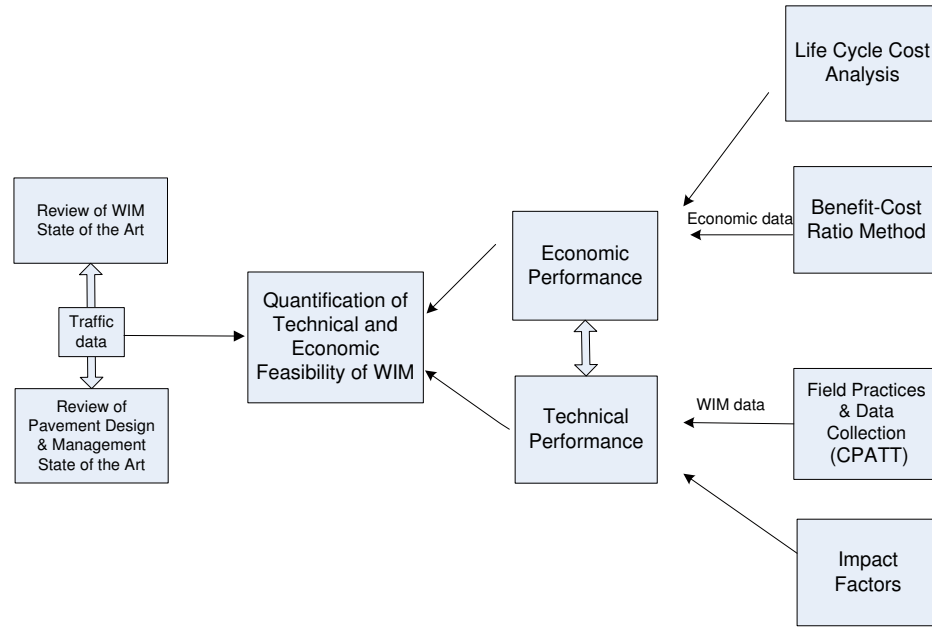 Review of WIM
State of the Art
Traffic
data
Review of
Pavement Design
& Management
State of the Art
Quantification of
Technical and
Economic
Feasibility of WIM
Economic
Performance
Technical
Performance
Life Cycle Cost
Analysis
Economic data
Benefit-Cost
Ratio Method
WIM data
Field Practices
& Data
Collection
(CPATT)
Impact
Factors